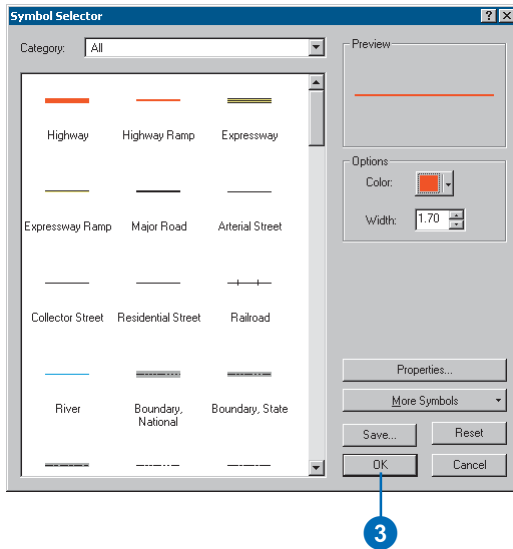 Symbol Selector
Category: All
Highway Highway Ramp Expressway
Expressway Ramp Major Road Arterial Street
Collector Street Residential Street Railroad
River Boundary, National Boundary, State
Preview
Options
Color:
Width: 1.70
Properties...
More Symbols
Save... Reset
OK Cancel
3